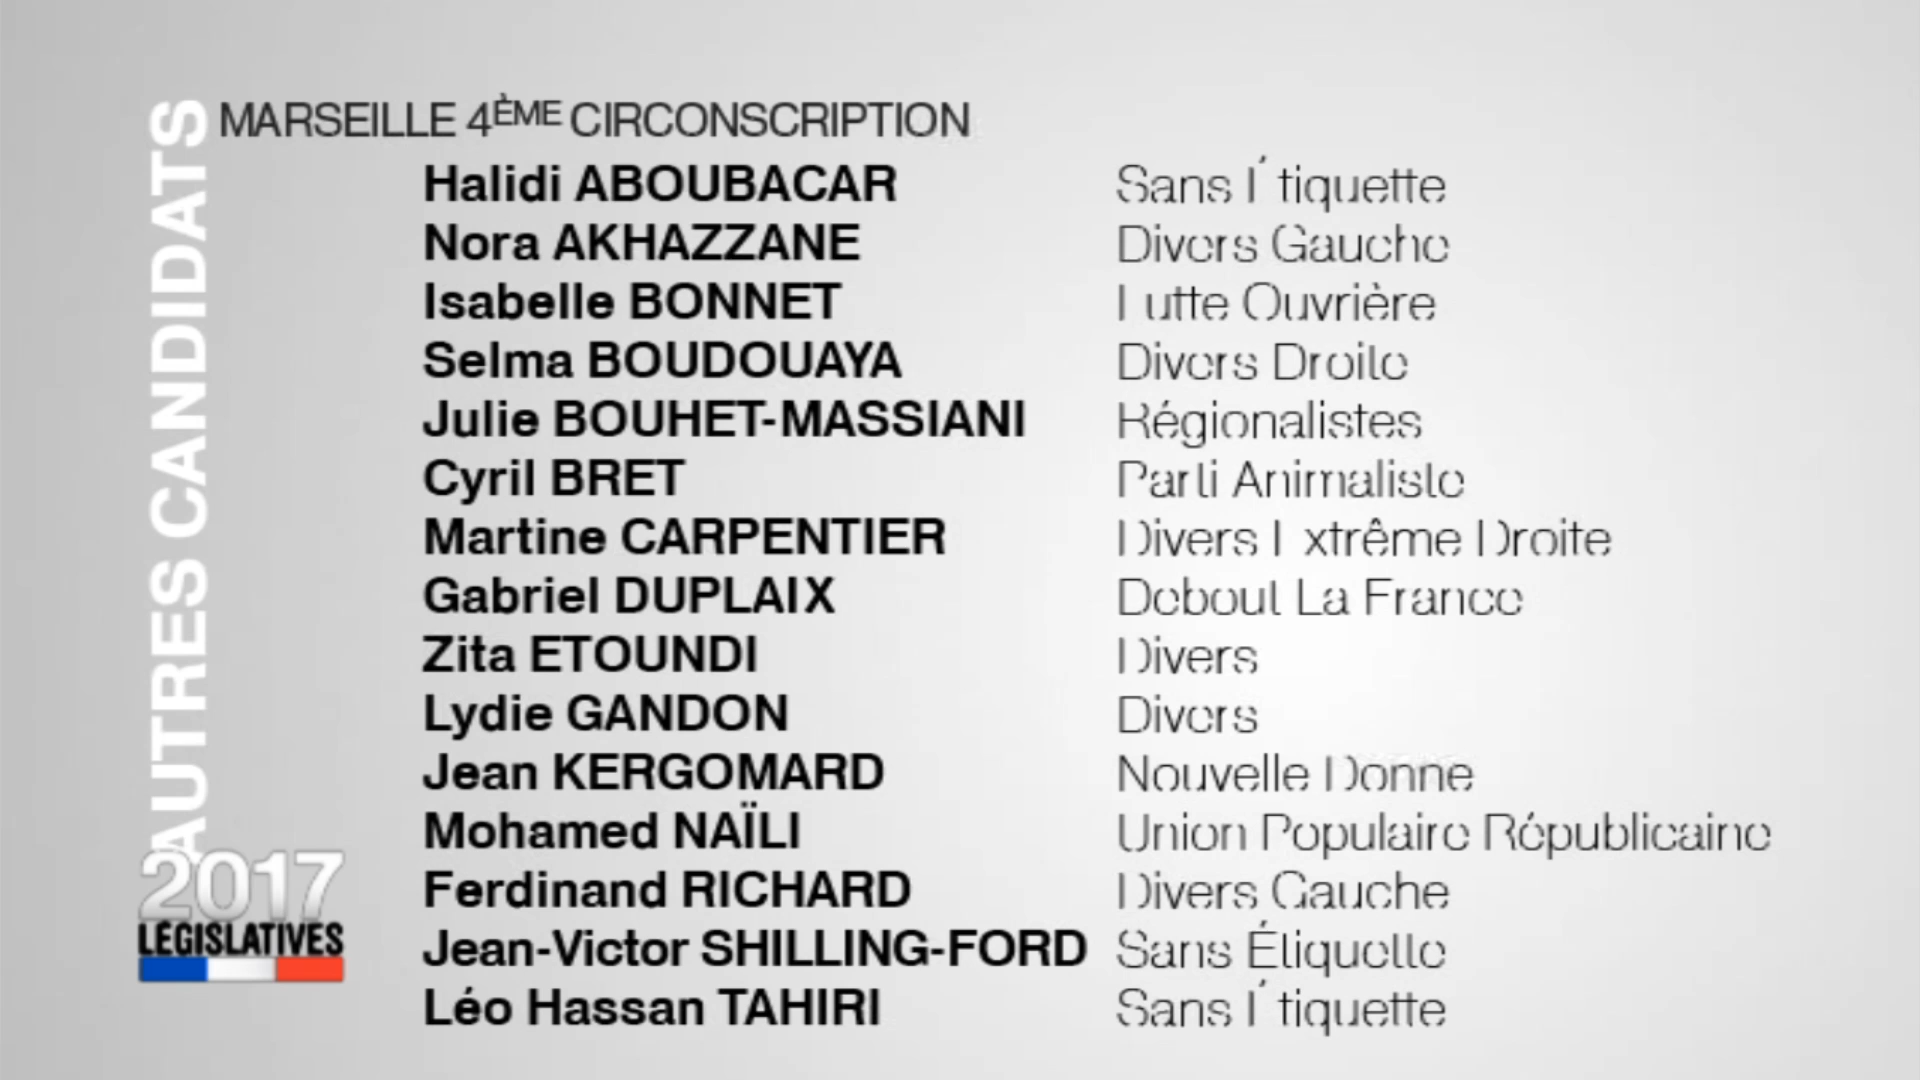 AUTRES CANDIDATS
MARSEILLE 4ÈME CIRCONSCRIPTION
Halidi ABOUBACAR Sans Étiquette
Nora AKHAZZANE Divers Gauche
Isabelle BONNET Lutte Ouvrière
Selma BOUDOUAYA Divers Droite
Julie BOUHET-MASSIANI Régionalistes
Cyril BRET Parti Animaliste
Martine CARPENTIER Divers Extrême Droite
Gabriel DUPLAIX Debout La France
Zita ETOUNDI Divers
Lydie GANDON Divers
Jean KERGOMARD Nouvelle Donne
Mohamed NAÏLI Union Populaire Républicaine
Ferdinand RICHARD Divers Gauche
Jean-Victor SHILLING-FORD Sans Étiquette
Léo Hassan TAHIRI Sans Étiquette
2017
LÉGISLATIVES